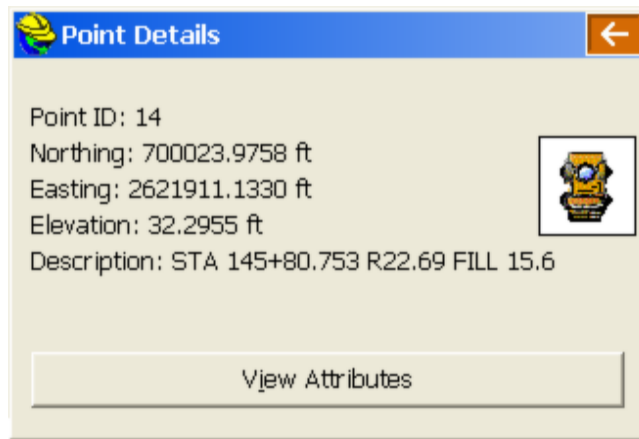 Point Details
Point ID: 14
Northing: 700023.9758 ft
Easting: 2621911.1330 ft
Elevation: 32.2955 ft
Description: STA 145+80.753 R22.69 FILL 15.6
View Attributes